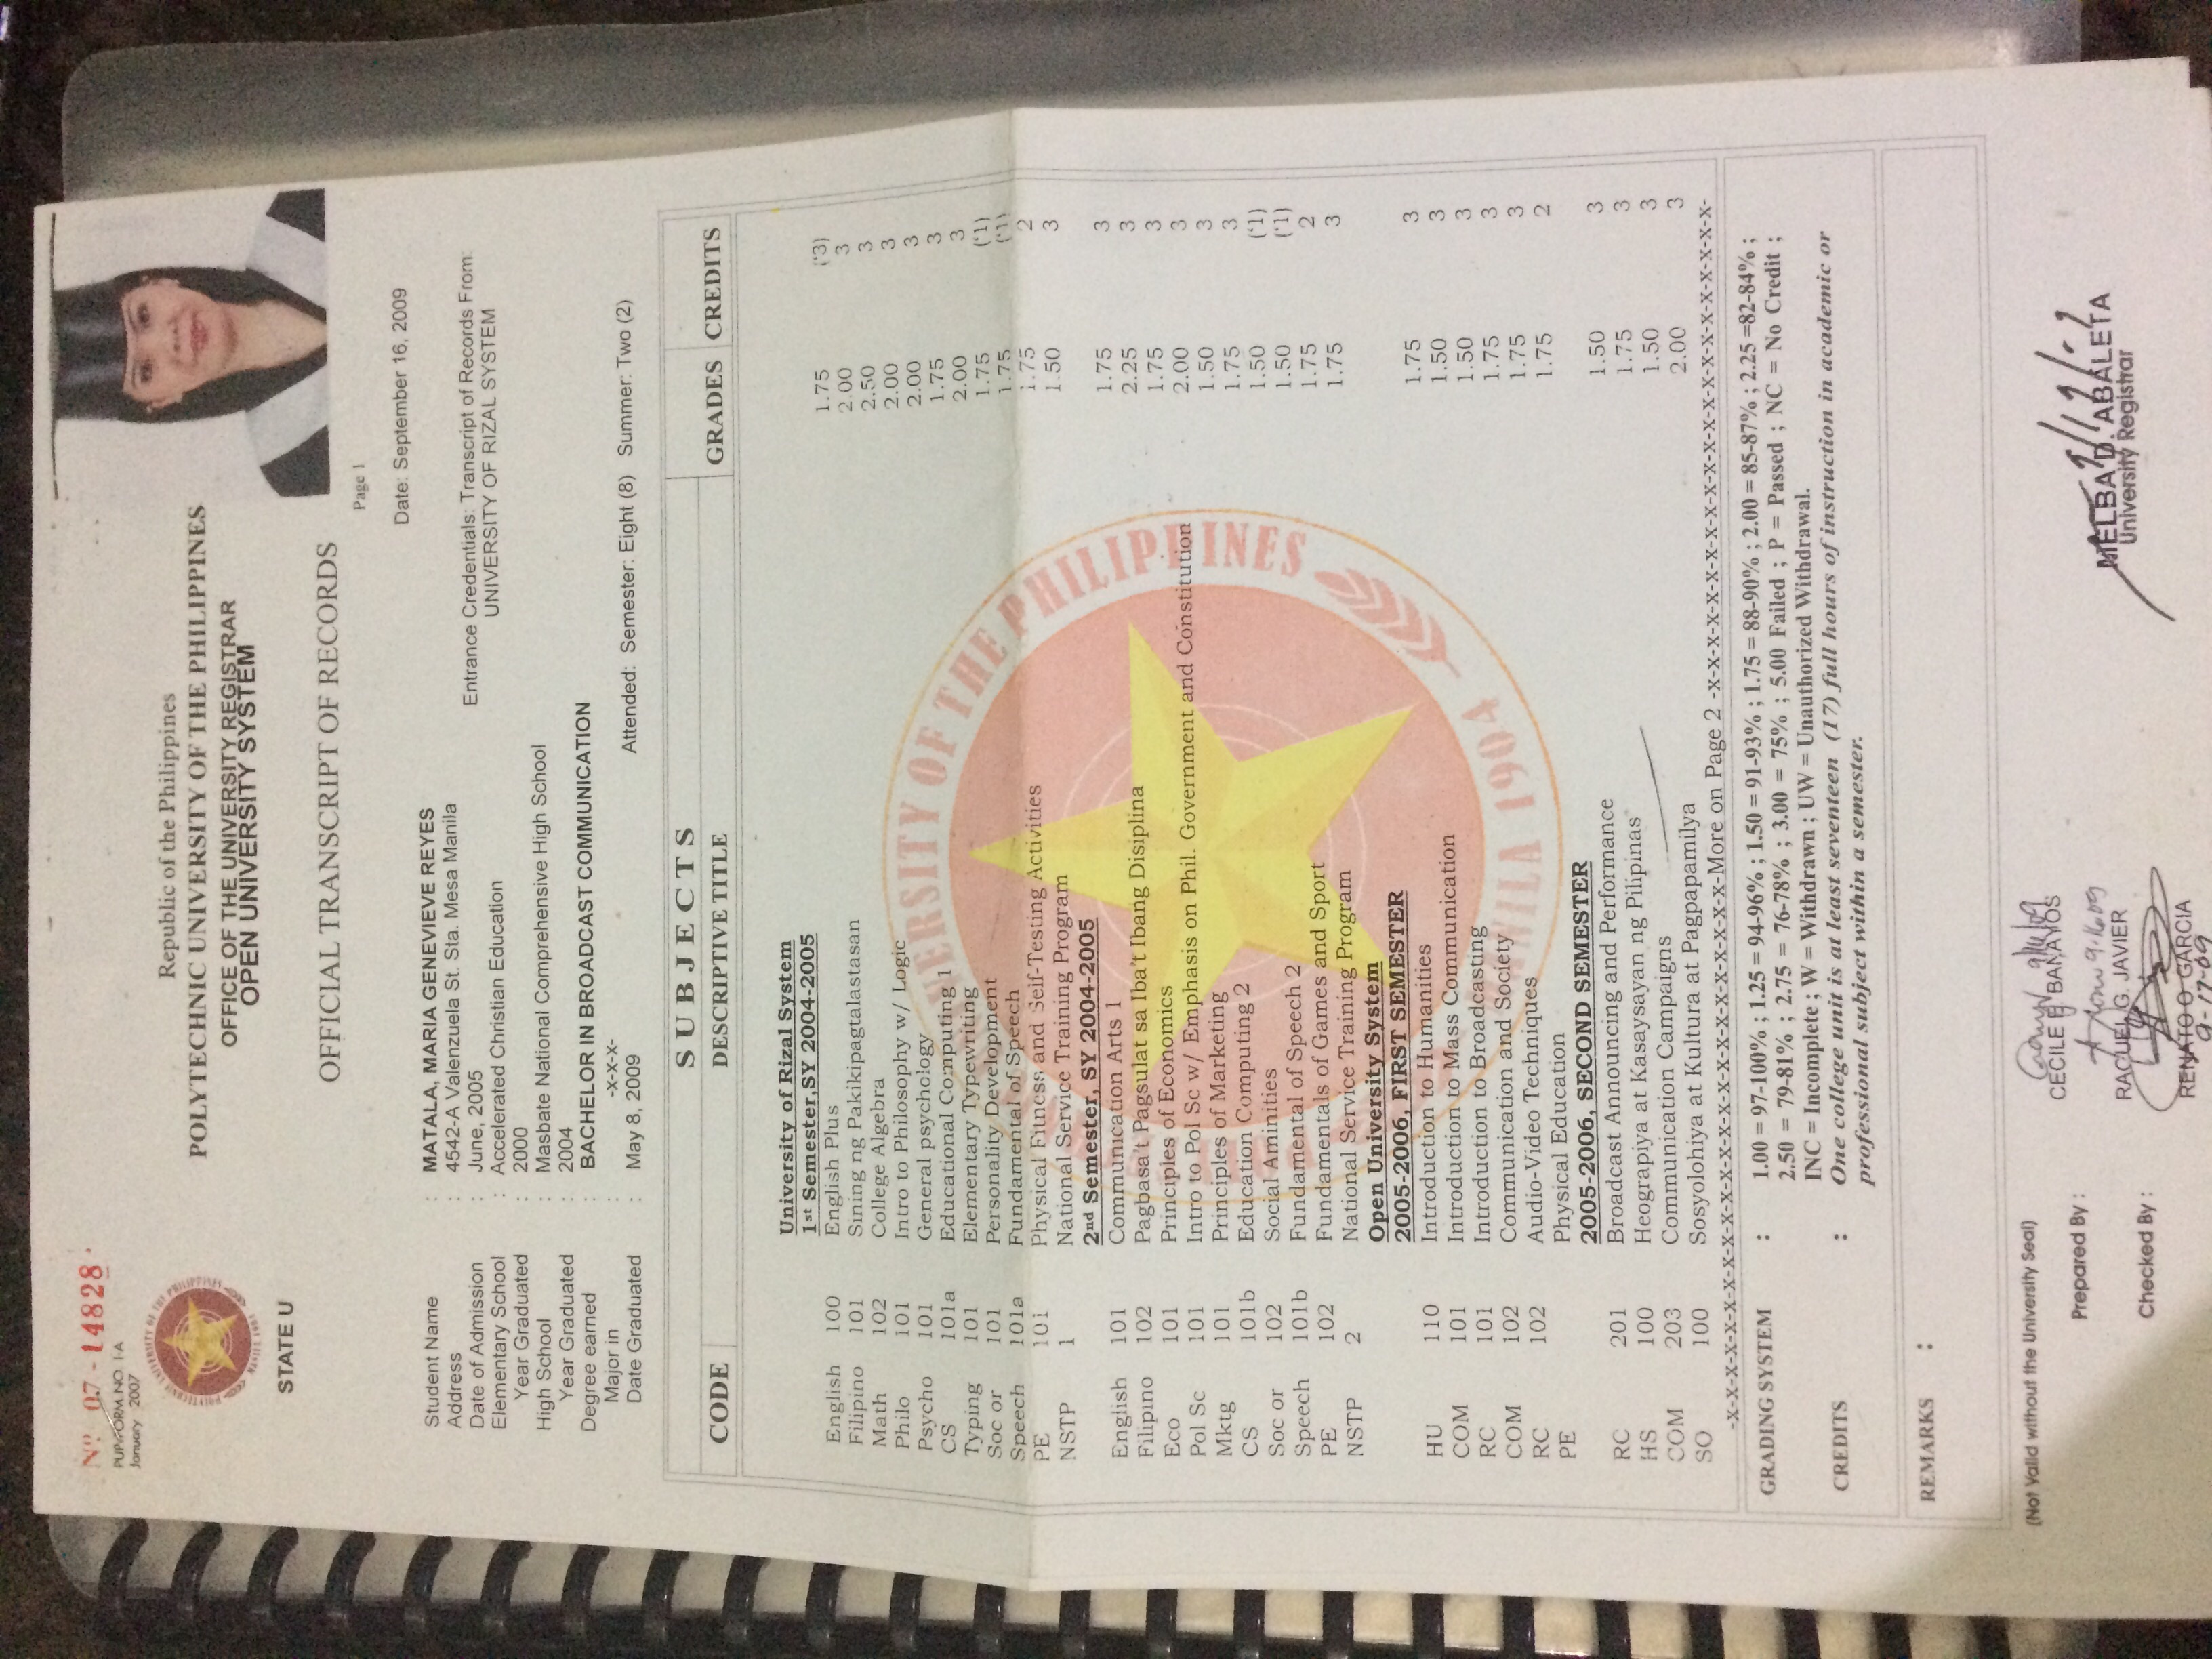 Nº 07-14828
PUP FORM NO. 1-A
January 2007
POLYTECHNIC UNIVERSITY OF THE PHILIPPINES
MANILA 1904
STATE U
Republic of the Philippines
POLYTECHNIC UNIVERSITY OF THE PHILIPPINES
OFFICE OF THE UNIVERSITY REGISTRAR
OPEN UNIVERSITY SYSTEM
OFFICIAL TRANSCRIPT OF RECORDS
Page 1
Date: September 16, 2009
Student Name : MATALA, MARIA GENEVIEVE REYES
Address : 4542-A Valenzuela St. Sta. Mesa Manila
Date of Admission : June, 2005
Entrance Credentials: Transcript of Records From:
UNIVERSITY OF RIZAL SYSTEM
Elementary School : Accelerated Christian Education
Year Graduated : 2000
High School : Masbate National Comprehensive High School
Year Graduated : 2004
Degree earned : BACHELOR IN BROADCAST COMMUNICATION
Major in : -x-x-x-
Date Graduated : May 8, 2009
Attended: Semester: Eight (8) Summer: Two (2)
SUBJECTS
CODE DESCRIPTIVE TITLE GRADES CREDITS
University of Rizal System
1st Semester,SY 2004-2005
English 100 English Plus 1.75 ('3)
Filipino 101 Sining ng Pakikipagtalastasan 2.00 3
Math 102 College Algebra 2.50 3
Philo 101 Intro to Philosophy w/ Logic 2.00 3
Psycho 101 General psychology 2.00 3
CS 101a Educational Computing 1 1.75 3
Typing 101 Elementary Typewriting 2.00 3
Soc or 101 Personality Development 1.75 ('1)
Speech 101a Fundamental of Speech 1.75 ('1)
PE 101 Physical Fitness and Self-Testing Activities 1.75 2
NSTP 1 National Service Training Program 1.50 3
2nd Semester, SY 2004-2005
English 101 Communication Arts 1 1.75 3
Filipino 102 Pagbasa't Pagsulat sa Iba't Ibang Disiplina 2.25 3
Eco 101 Principles of Economics 1.75 3
Pol Sc 101 Intro to Pol Sc w/ Emphasis on Phil. Government and Constitution 2.00 3
Mktg 101 Principles of Marketing 1.50 3
CS 101b Education Computing 2 1.75 3
Soc or 102 Social Aminities 1.50 ('1)
Speech 101b Fundamental of Speech 2 1.50 ('1)
PE 102 Fundamentals of Games and Sport 1.75 2
NSTP 2 National Service Training Program 1.75 3
Open University System
2005-2006, FIRST SEMESTER
HU 110 Introduction to Humanities 1.75 3
COM 101 Introduction to Mass Communication 1.50 3
RC 101 Introduction to Broadcasting 1.50 3
COM 102 Communication and Society 1.75 3
RC 102 Audio-Video Techniques 1.75 3
PE Physical Education 1.75 2
2005-2006, SECOND SEMESTER
RC 201 Broadcast Announcing and Performance 1.50 3
HS 100 Heograpiya at Kasaysayan ng Pilipinas 1.75 3
COM 203 Communication Campaigns 1.50 3
SO 100 Sosyolohiya at Kultura at Pagpapamilya 2.00 3
-x-x-x-x-x-x-x-x-x-x-x-x-x-x-x-x-x-x-x-x-x-x-x-x-x-More on Page 2 -x-x-x-x-x-x-x-x-x-x-x-x-x-x-x-x-x-x-x-x-x-x-x-
GRADING SYSTEM : 1.00 = 97-100% ; 1.25 = 94-96% ; 1.50 = 91-93% ; 1.75 = 88-90% ; 2.00 = 85-87% ; 2.25 =82-84% ;
2.50 = 79-81% ; 2.75 = 76-78% ; 3.00 = 75% ; 5.00 Failed ; P = Passed ; NC = No Credit ;
INC = Incomplete ; W = Withdrawn ; UW = Unauthorized Withdrawal.
CREDITS : One college unit is at least seventeen (17) full hours of instruction in academic or
professional subject within a semester.
REMARKS :
(Not Valid without the University Seal)
9/16/09
CECILE F. BANAYOS
Prepared By :
9-16-09
RACUEL G. JAVIER
Checked By :
RENATO O. GARCIA
9-17-09
MELBA D. ABALETA
University Registrar